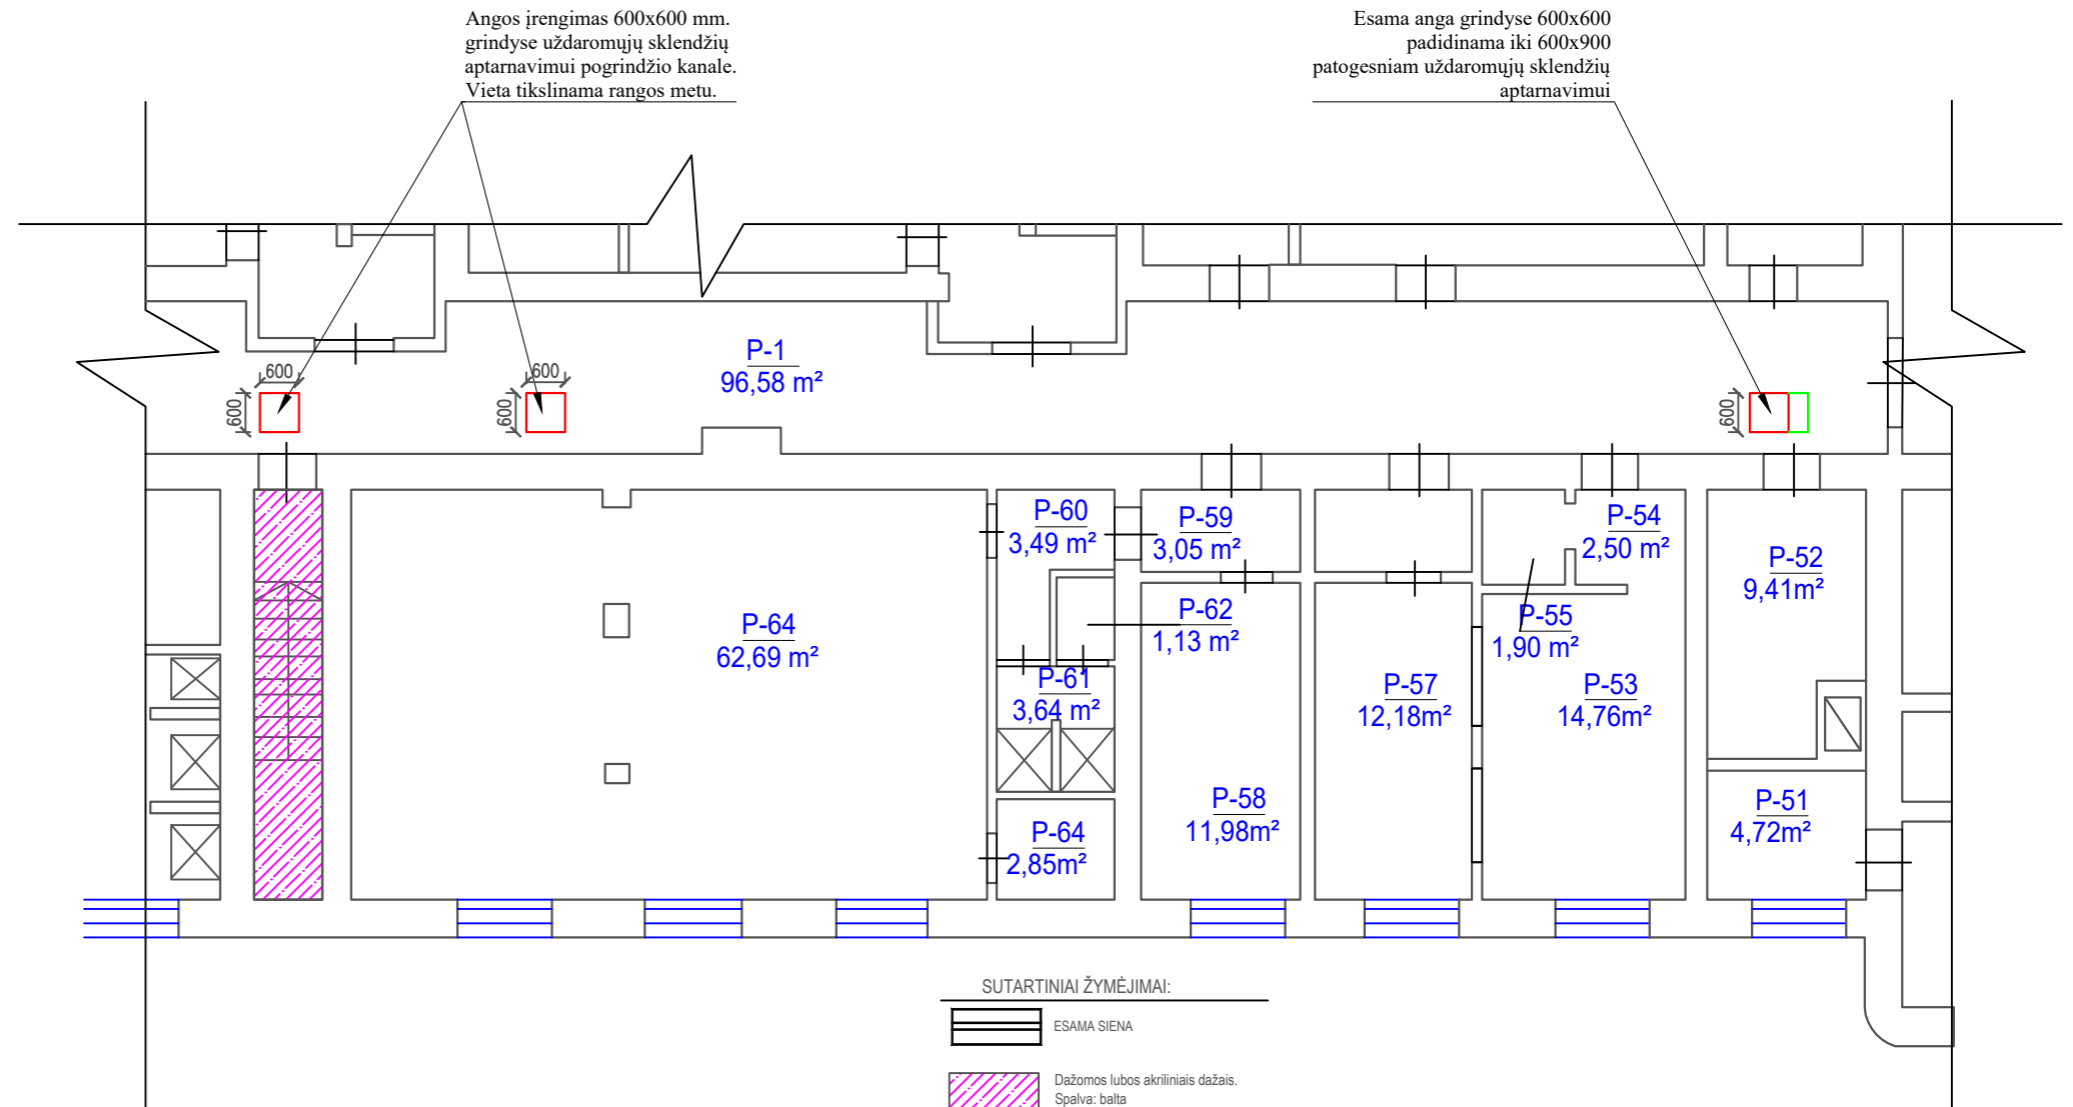 Angos įrengimas 600x600 mm.
grindyse uždaromųjų sklendžių
aptarnavimui pogrindžio kanale.
Vieta tikslinama rangos metu.
Esama anga grindyse 600x600
padidinama iki 600x900
patogesniam uždaromųjų sklendžių
aptarnavimui
600
600
600
600
600
P-1
96,58 m²
P-64
62,69 m²
P-60
3,49 m²
P-59
3,05 m²
P-62
1,13 m²
P-61
3,64 m²
P-64
2,85m²
P-58
11,98m²
P-57
12,18m²
P-54
2,50 m²
P-55
1,90 m²
P-53
14,76m²
P-52
9,41m²
P-51
4,72m²
SUTARTINIAI ŽYMĖJIMAI:
ESAMA SIENA
Dažomos lubos akriliniais dažais.
Spalva: balta